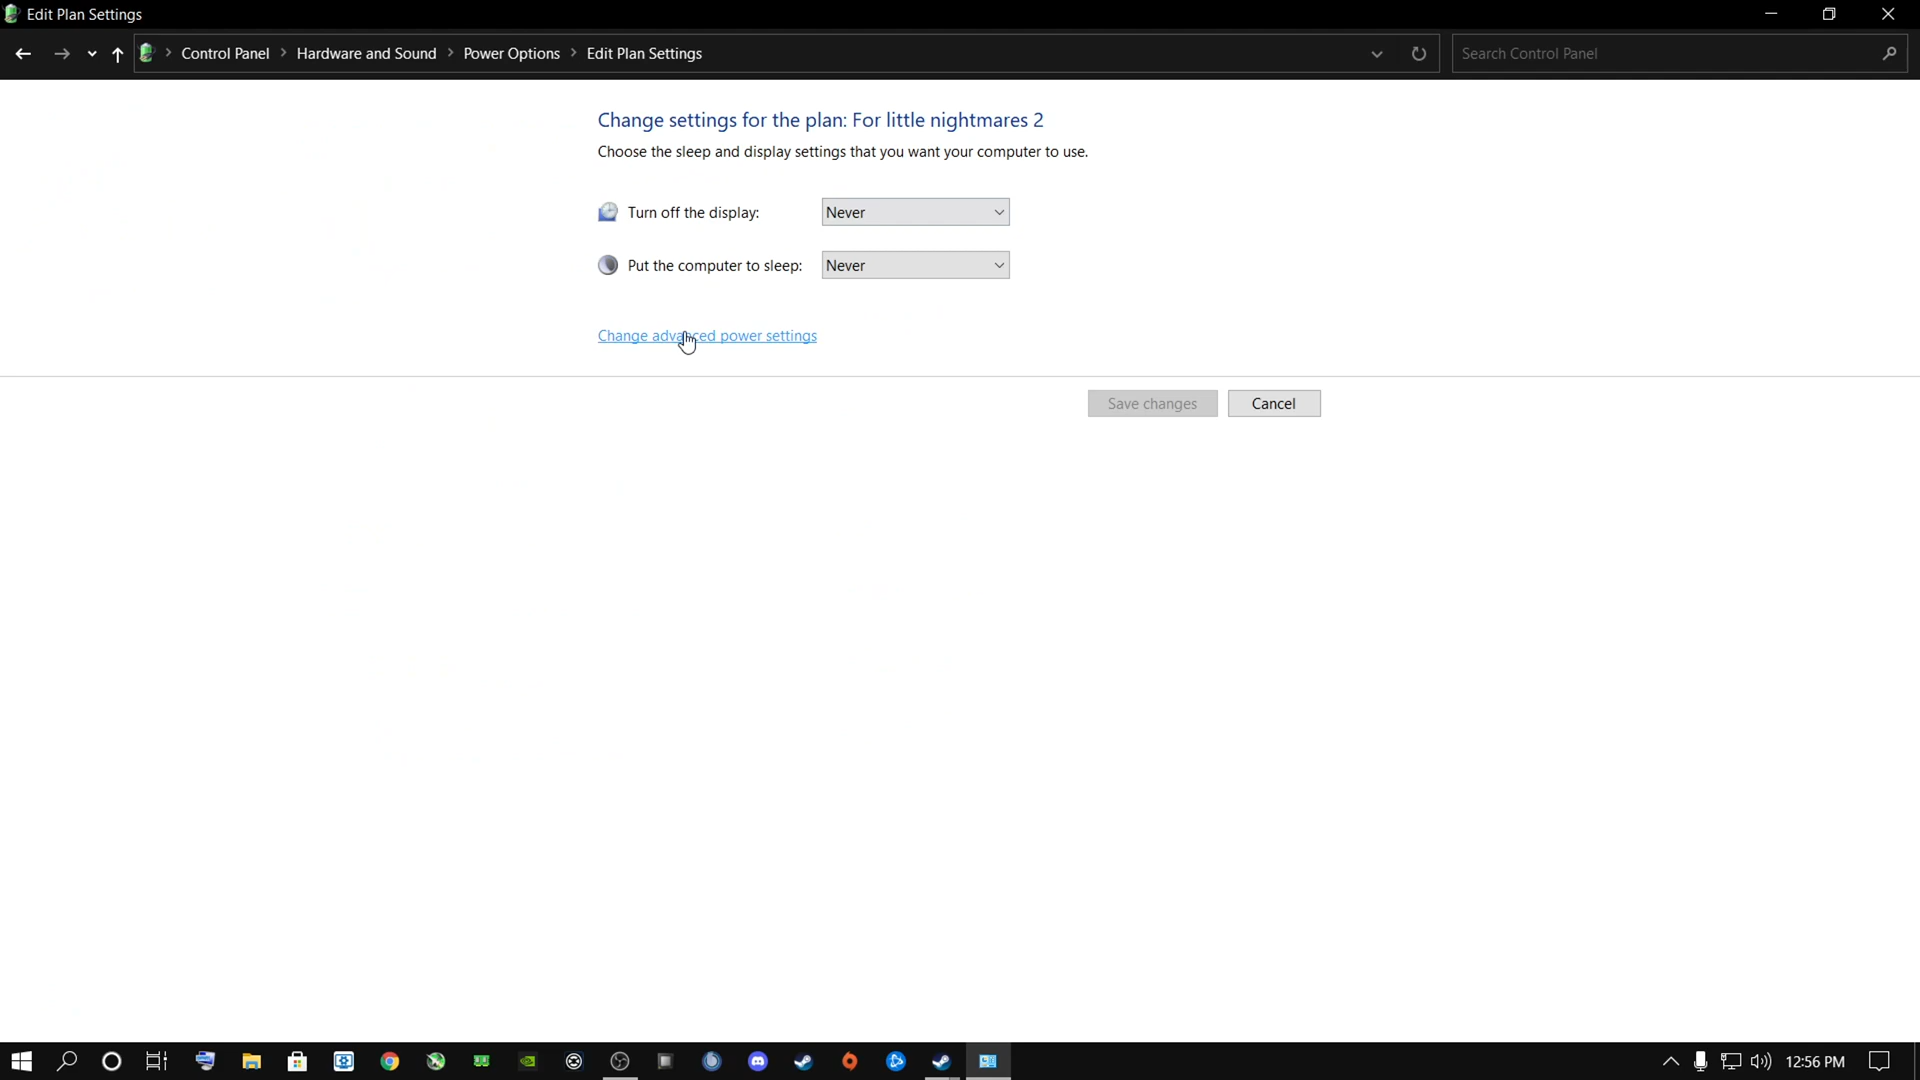 Edit Plan Settings
Control Panel > Hardware and Sound > Power Options > Edit Plan Settings
Search Control Panel
Change settings for the plan: For little nightmares 2
Choose the sleep and display settings that you want your computer to use.
Turn off the display: Never
Put the computer to sleep: Never
Change advanced power settings
Save changes Cancel
12:56 PM